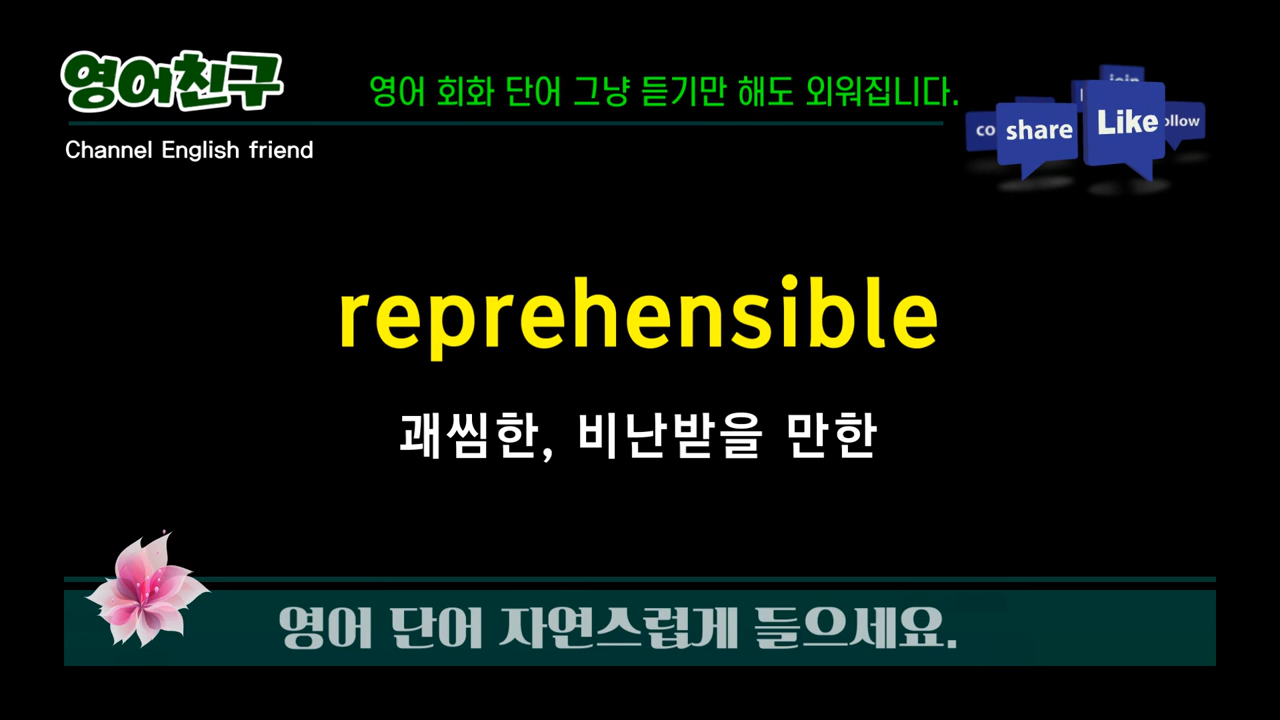 영어친구
영어 회화 단어 그냥 듣기만 해도 외워집니다.
Channel English friend
join
co
share
Like
ollow
reprehensible
괘씸한, 비난받을 만한
영어 단어 자연스럽게 들으세요.